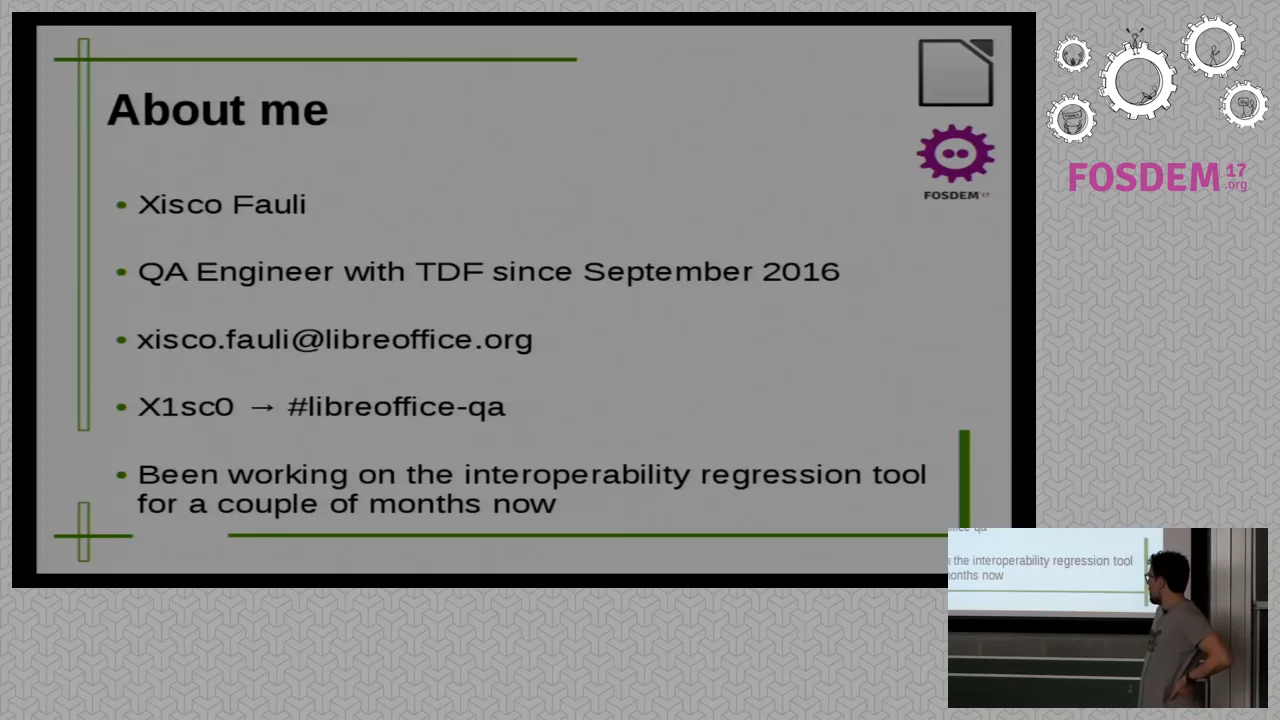 About me
FOSDEM 17
• Xisco Fauli
• QA Engineer with TDF since September 2016
• xisco.fauli@libreoffice.org
• X1sc0 → #libreoffice-qa
• Been working on the interoperability regression tool
for a couple of months now
FOSDEM 17
.org
the interoperability regression tool
onths now